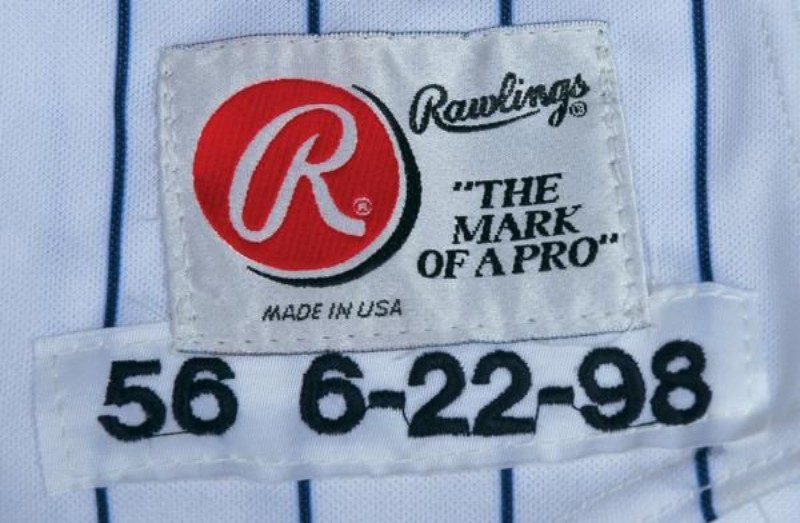 R®
Rawlings®
"THE
MARK
OF A PRO"
MADE IN USA
56 6-22-98